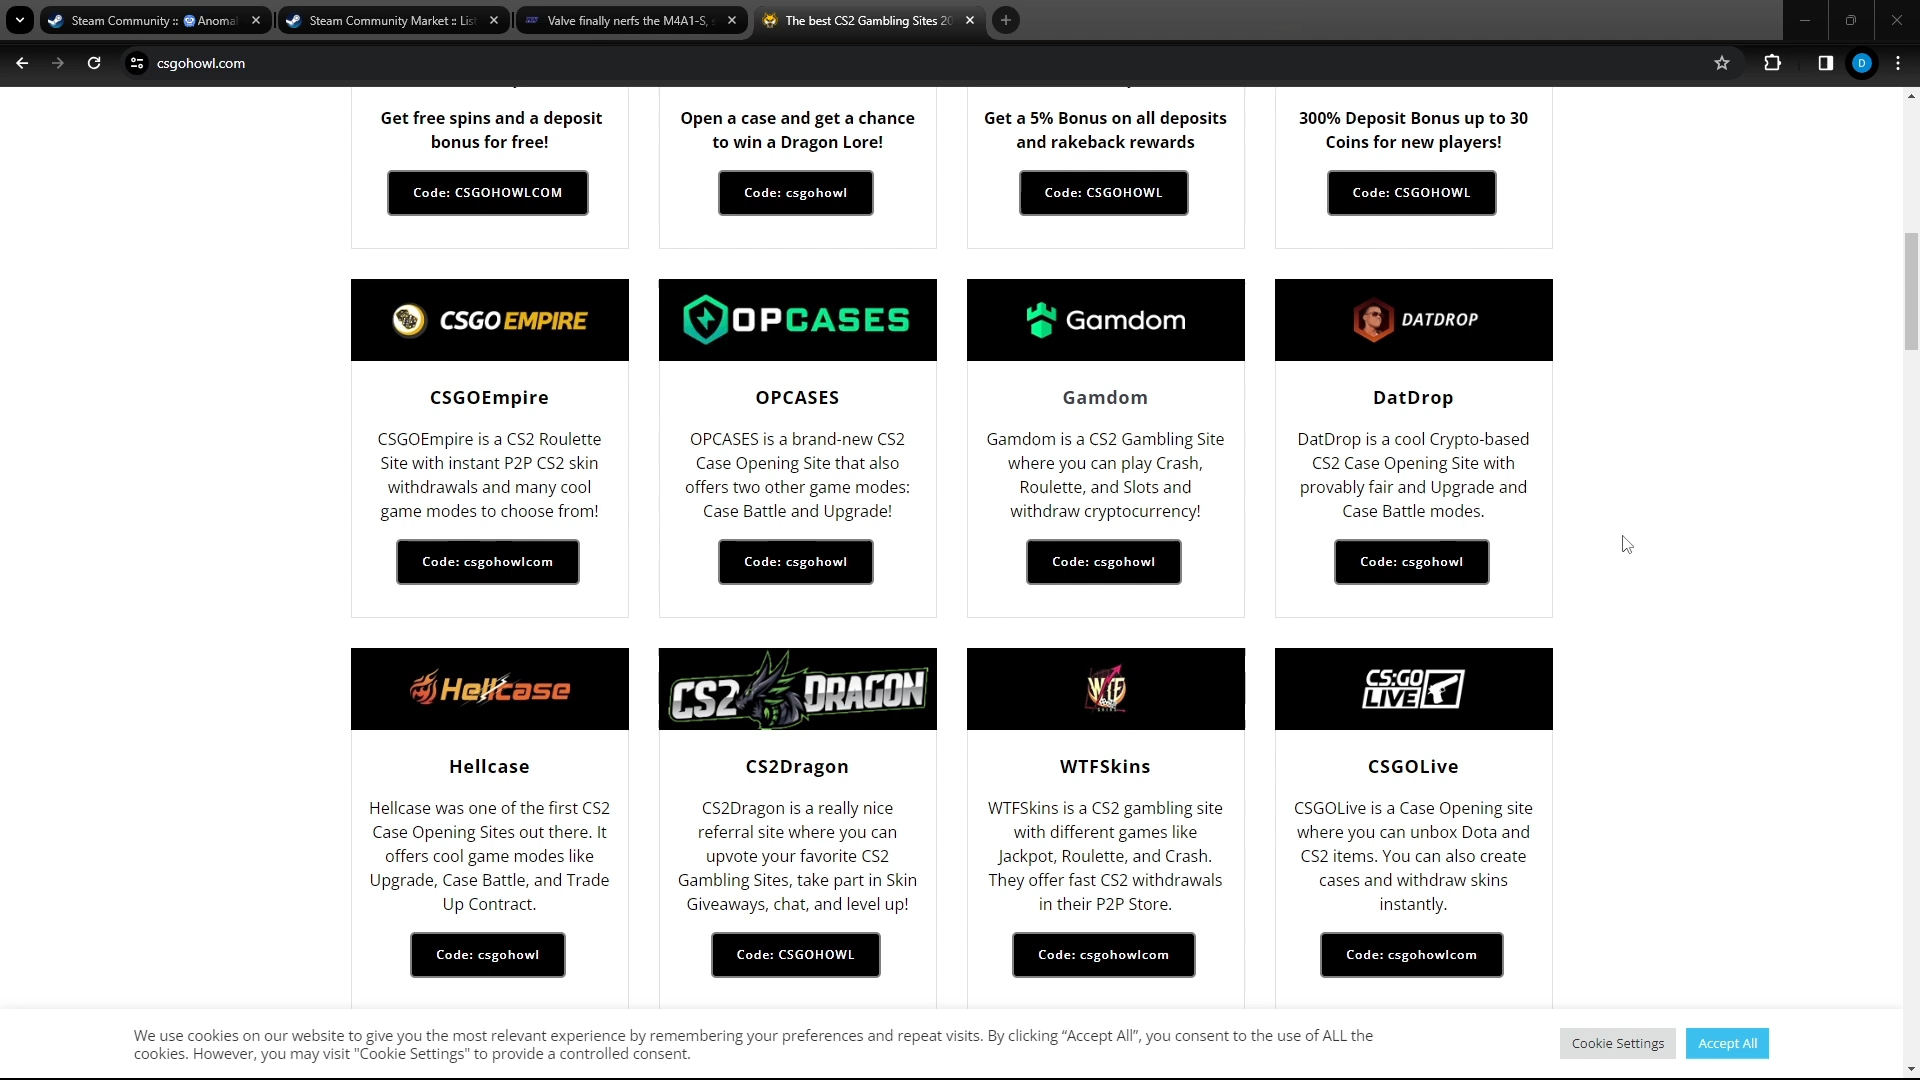 Steam Community :: Anomal
Steam Community Market :: List
Valve finally nerfs the M4A1-S, s
The best CS2 Gambling Sites 20
csgohowl.com
D
Get free spins and a deposit
bonus for free!
Code: CSGOHOWLCOM
Open a case and get a chance
to win a Dragon Lore!
Code: csgohowl
Get a 5% Bonus on all deposits
and rakeback rewards
Code: CSGOHOWL
300% Deposit Bonus up to 30
Coins for new players!
Code: CSGOHOWL
CSGOEMPIRE
CSGOEmpire
CSGOEmpire is a CS2 Roulette
Site with instant P2P CS2 skin
withdrawals and many cool
game modes to choose from!
Code: csgohowlcom
OPCASES
OPCASES
OPCASES is a brand-new CS2
Case Opening Site that also
offers two other game modes:
Case Battle and Upgrade!
Code: csgohowl
Gamdom
Gamdom
Gamdom is a CS2 Gambling Site
where you can play Crash,
Roulette, and Slots and
withdraw cryptocurrency!
Code: csgohowl
DATDROP
DatDrop
DatDrop is a cool Crypto-based
CS2 Case Opening Site with
provably fair and Upgrade and
Case Battle modes.
Code: csgohowl
Hellcase
Hellcase
Hellcase was one of the first CS2
Case Opening Sites out there. It
offers cool game modes like
Upgrade, Case Battle, and Trade
Up Contract.
Code: csgohowl
CS2 DRAGON
CS2Dragon
CS2Dragon is a really nice
referral site where you can
upvote your favorite CS2
Gambling Sites, take part in Skin
Giveaways, chat, and level up!
Code: CSGOHOWL
WTF
SKINS
WTFSkins
WTFSkins is a CS2 gambling site
with different games like
Jackpot, Roulette, and Crash.
They offer fast CS2 withdrawals
in their P2P Store.
Code: csgohowlcom
CS:GO
LIVE
CSGOLive
CSGOLive is a Case Opening site
where you can unbox Dota and
CS2 items. You can also create
cases and withdraw skins
instantly.
Code: csgohowlcom
We use cookies on our website to give you the most relevant experience by remembering your preferences and repeat visits. By clicking “Accept All”, you consent to the use of ALL the
cookies. However, you may visit "Cookie Settings" to provide a controlled consent.
Cookie Settings
Accept All